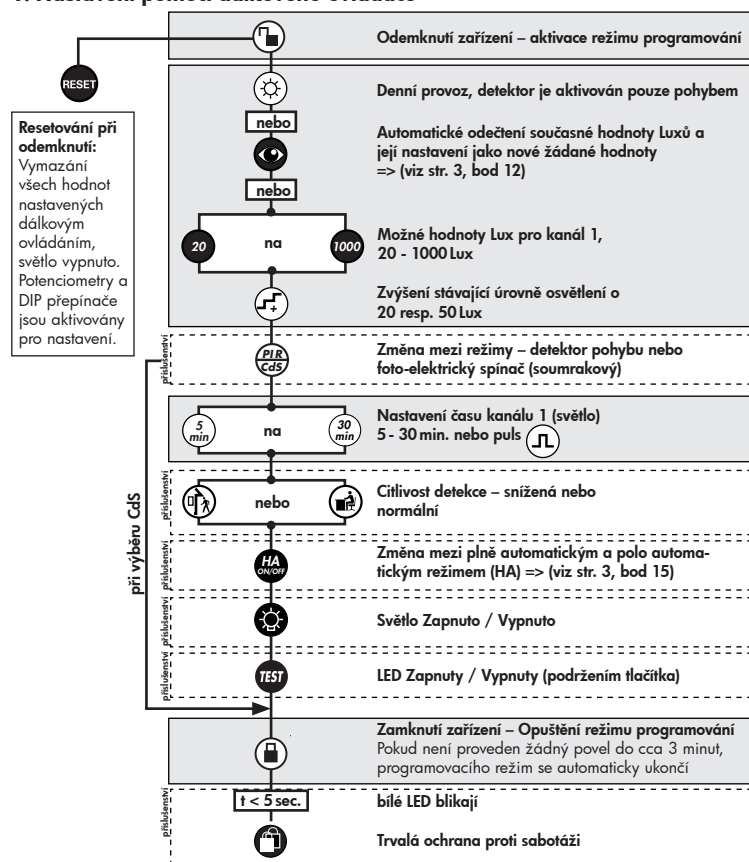 Odemknutí zařízení – aktivace režimu programování
RESET
Resetování při
odemknutí:
Vymazání
všech hodnot
nastavených
dálkovým
ovládáním,
světlo vypnuto.
Potenciometry a
DIP přepínače
jsou aktivovány
pro nastavení.
Denní provoz, detektor je aktivován pouze pohybem
nebo
Automatické odečtení současné hodnoty Luxů a
její nastavení jako nové žádané hodnoty
=> (viz str. 3, bod 12)
nebo
20
na
1000
Možné hodnoty Lux pro kanál 1,
20 - 1000 Lux
Zvýšení stávající úrovně osvětlení o
20 resp. 50 Lux
příslušenství
PIR
CdS
Změna mezi režimy – detektor pohybu nebo
foto-elektrický spínač (soumrakový)
5
min
na
30
min
Nastavení času kanálu 1 (světlo)
5 - 30 min. nebo puls
při výběru CdS
příslušenství
nebo
Citlivost detekce – snížená nebo
normální
příslušenství
HA
ON/OFF
Změna mezi plně automatickým a polo automa-
tickým režimem (HA) => (viz str. 3, bod 15)
příslušenství
Světlo Zapnuto / Vypnuto
příslušenství
TEST
LED Zapnuty / Vypnuty (podržením tlačítka)
Zamknutí zařízení – Opuštění režimu programování
Pokud není proveden žádný povel do cca 3 minut,
programovacího režim se automaticky ukončí
příslušenství
t < 5 sec.
bílé LED blikají
Trvalá ochrana proti sabotáži